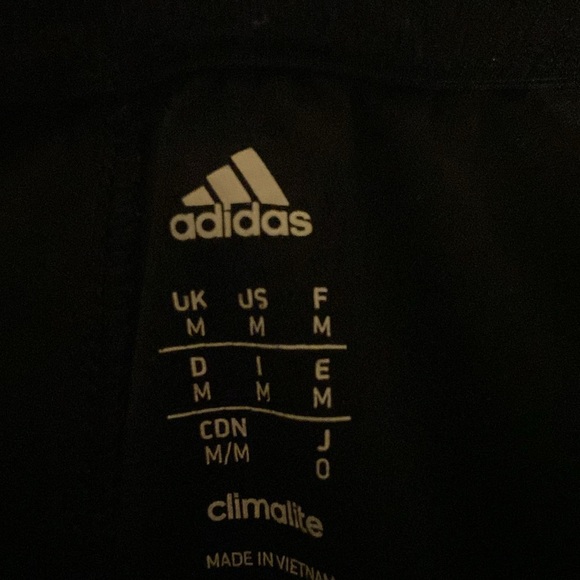 adidas
UK US F
M M M
D I E
M M M
CDN J
M/M O
climalite
MADE IN VIETNAM